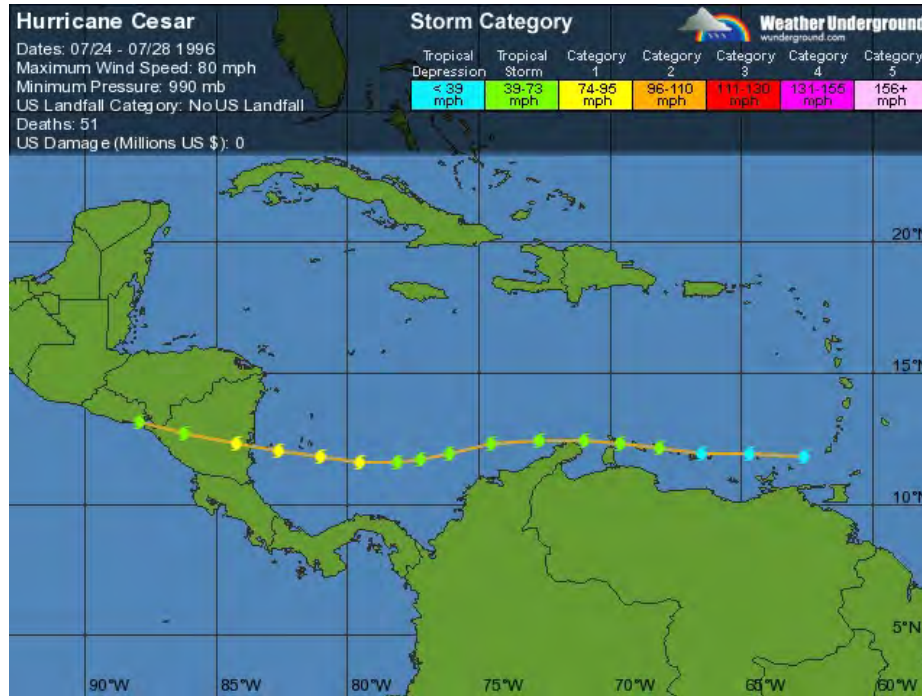 Hurricane Cesar
Dates: 07/24 - 07/28 1996
Maximum Wind Speed: 80 mph
Minimum Pressure: 990 mb
US Landfall Category: No US Landfall
Deaths: 51
US Damage (Millions US $): 0
Storm Category
Weather Underground
wunderground.com
Tropical Depression
Tropical Storm
Category 1
Category 2
Category 3
Category 4
Category 5
< 39 mph
39-73 mph
74-95 mph
96-110 mph
111-130 mph
131-155 mph
156+ mph
20°N
15°N
10°N
5°N
90°W
85°W
80°W
75°W
70°W
65°W
60°W